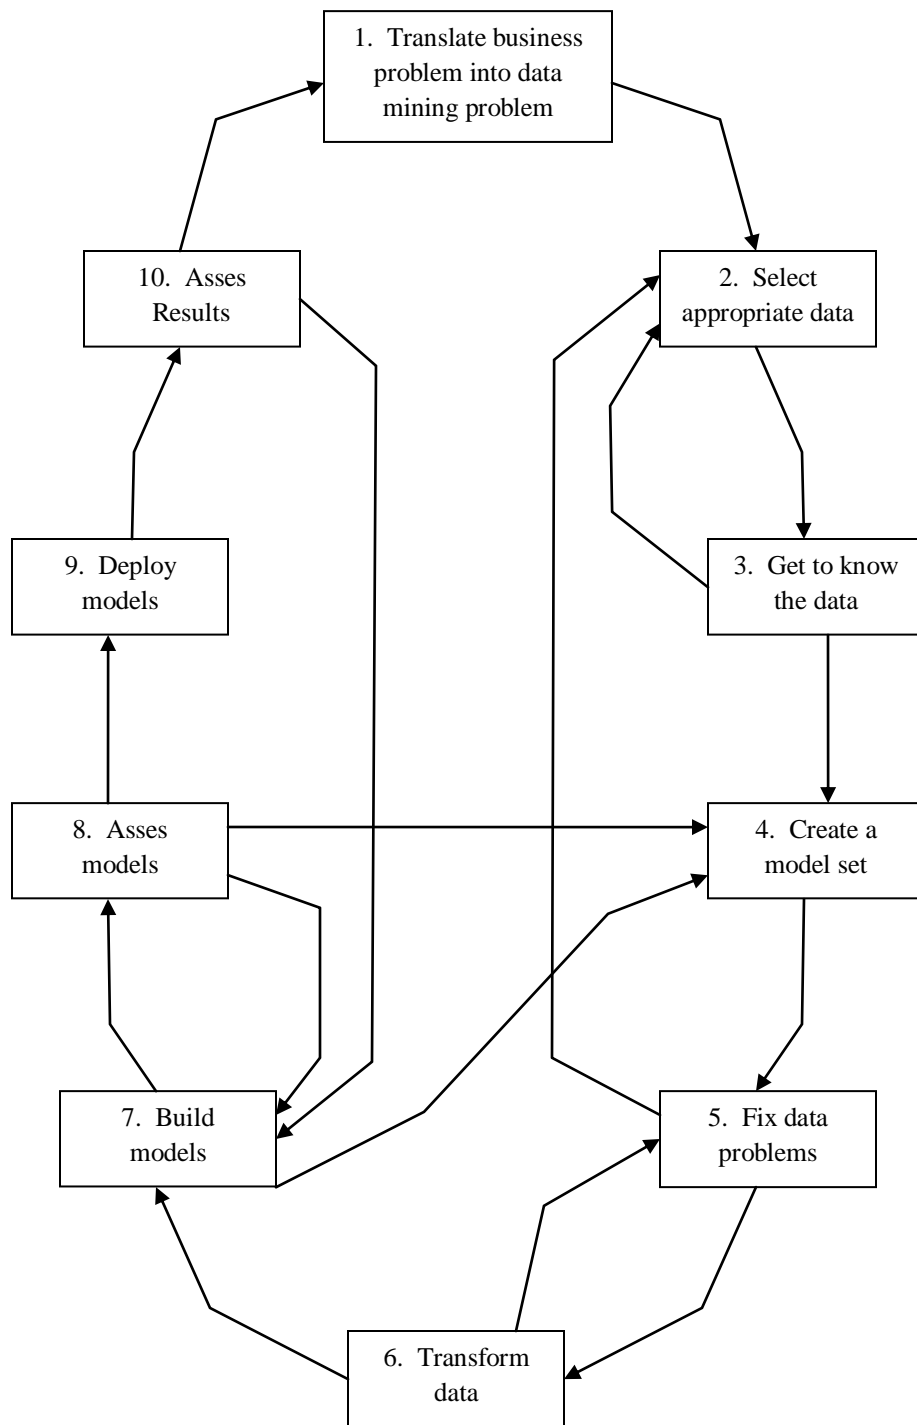 1. Translate business
problem into data
mining problem
10. Asses
Results
2. Select
appropriate data
9. Deploy
models
3. Get to know
the data
8. Asses
models
4. Create a
model set
7. Build
models
5. Fix data
problems
6. Transform
data